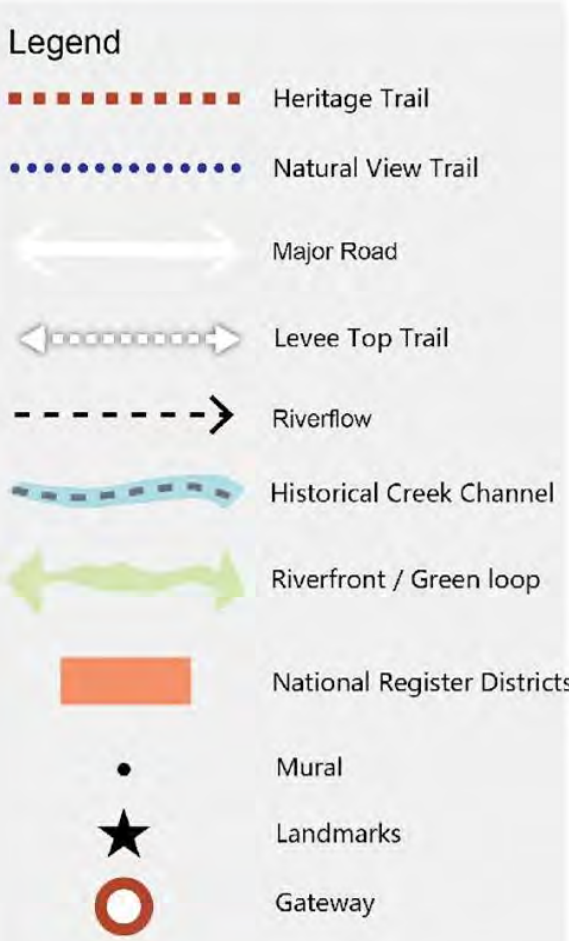 Legend
Heritage Trail
Natural View Trail
Major Road
Levee Top Trail
Riverflow
Historical Creek Channel
Riverfront / Green loop
National Register Districts
Mural
Landmarks
Gateway